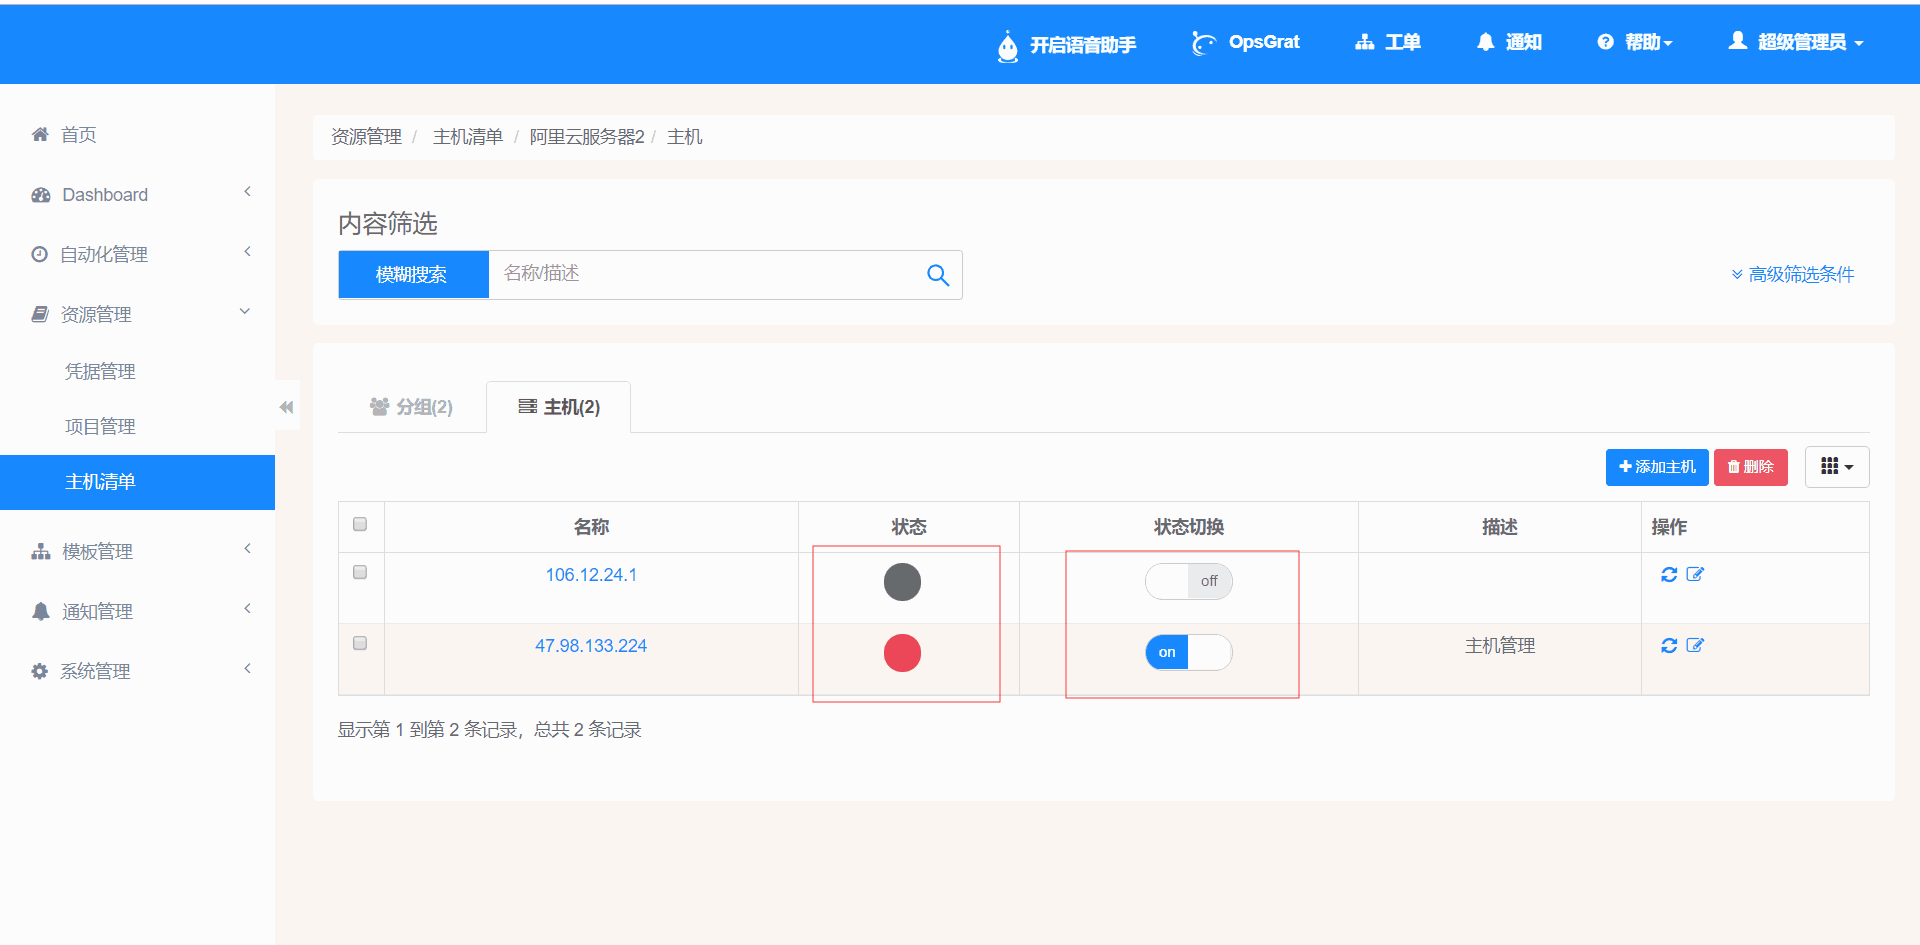 开启语音助手 OpsGrat 工单 通知 帮助 超级管理员
首页
Dashboard
自动化管理
资源管理
凭据管理
项目管理
主机清单
模板管理
通知管理
系统管理
资源管理 / 主机清单 / 阿里云服务器2 / 主机
内容筛选
模糊搜索 名称/描述
高级筛选条件
分组(2) 主机(2)
添加主机 删除
名称 状态 状态切换 描述 操作
106.12.24.1 off
47.98.133.224 on 主机管理
显示第 1 到第 2 条记录，总共 2 条记录